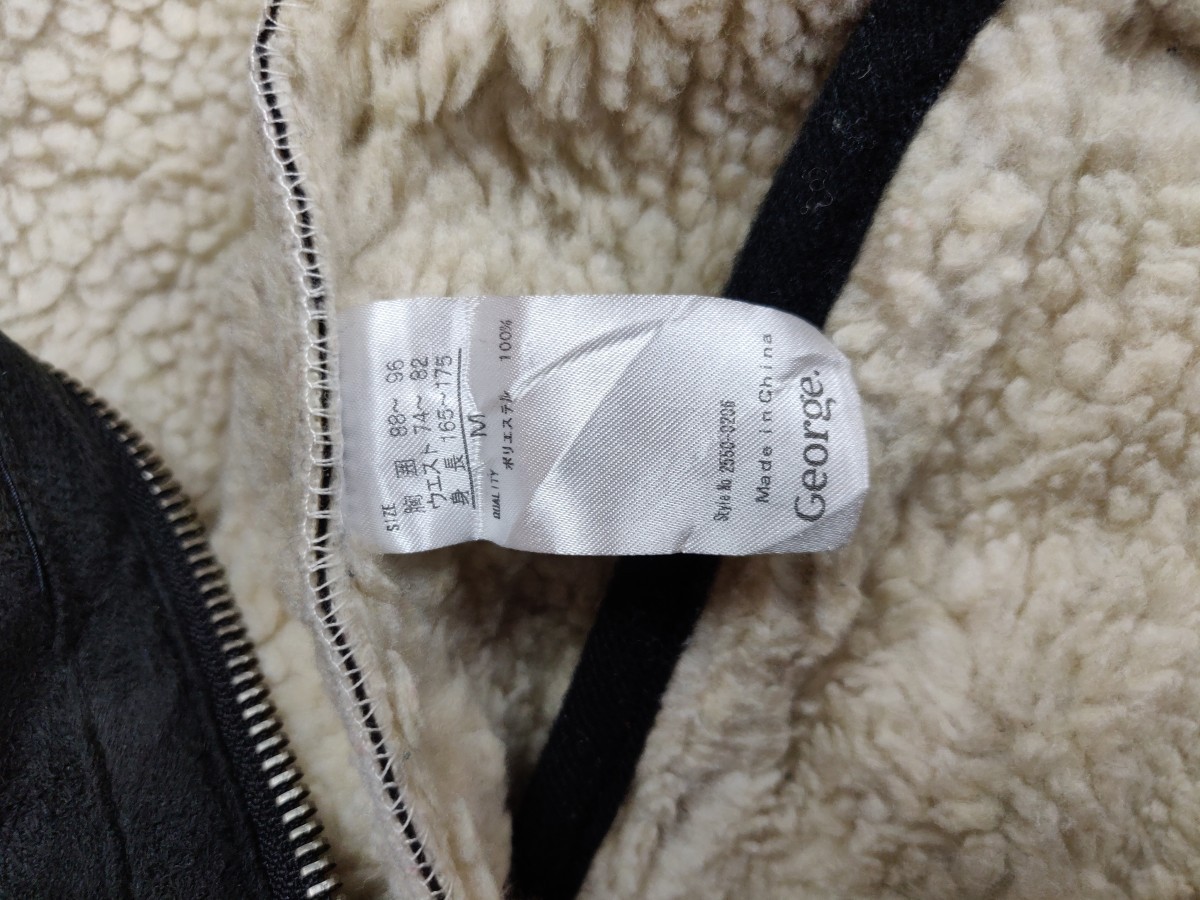 SIZE
胸 囲 88～ 96
ウエスト 74～ 82
身 長 165～175
M
QUALITY
ポリエステル 100%
Style No 2550-0206
Made in China
George.